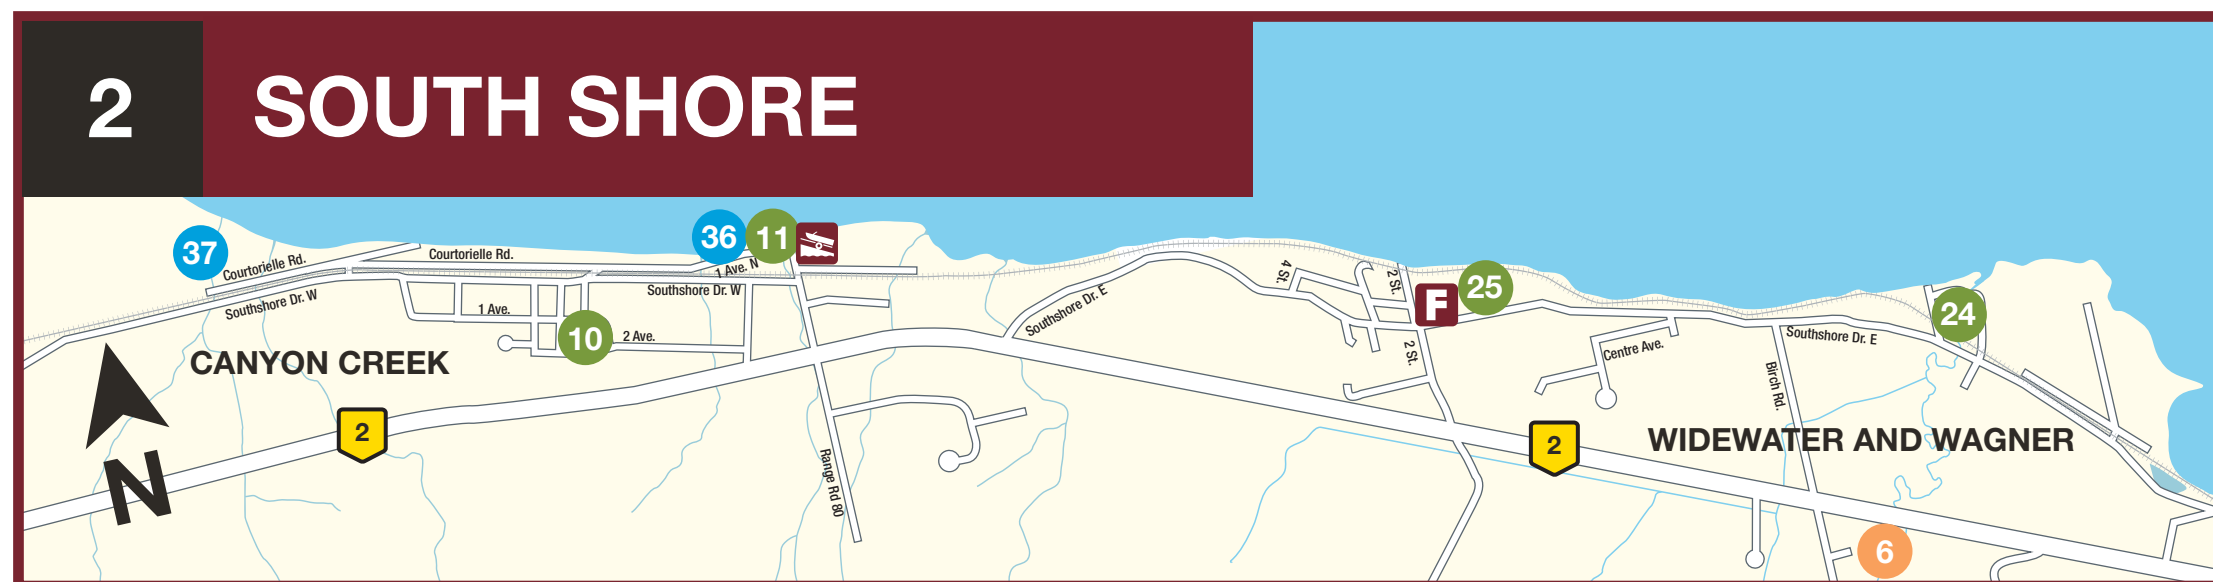 2
SOUTH SHORE
37
36
11
Courtorielle Rd.
Courtorielle Rd.
1 Ave. N
Southshore Dr. W
Southshore Dr. W
1 Ave.
10
2 Ave.
CANYON CREEK
2
N
Range Rd 80
Southshore Dr. E
4 St.
2 St.
F
25
2 St.
Centre Ave.
24
Southshore Dr. E
Birch Rd.
2
WIDEWATER AND WAGNER
6